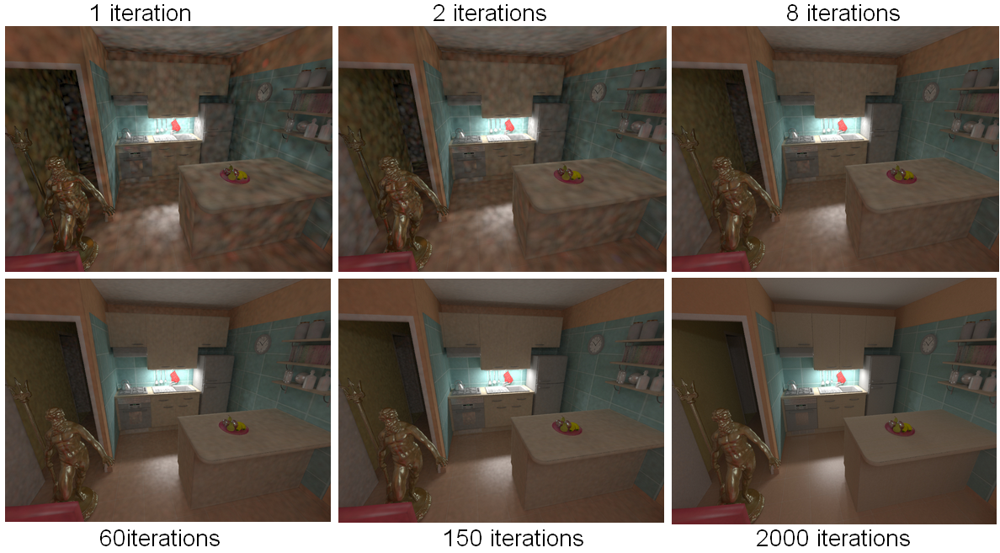 1 iteration
2 iterations
8 iterations
60iterations
150 iterations
2000 iterations